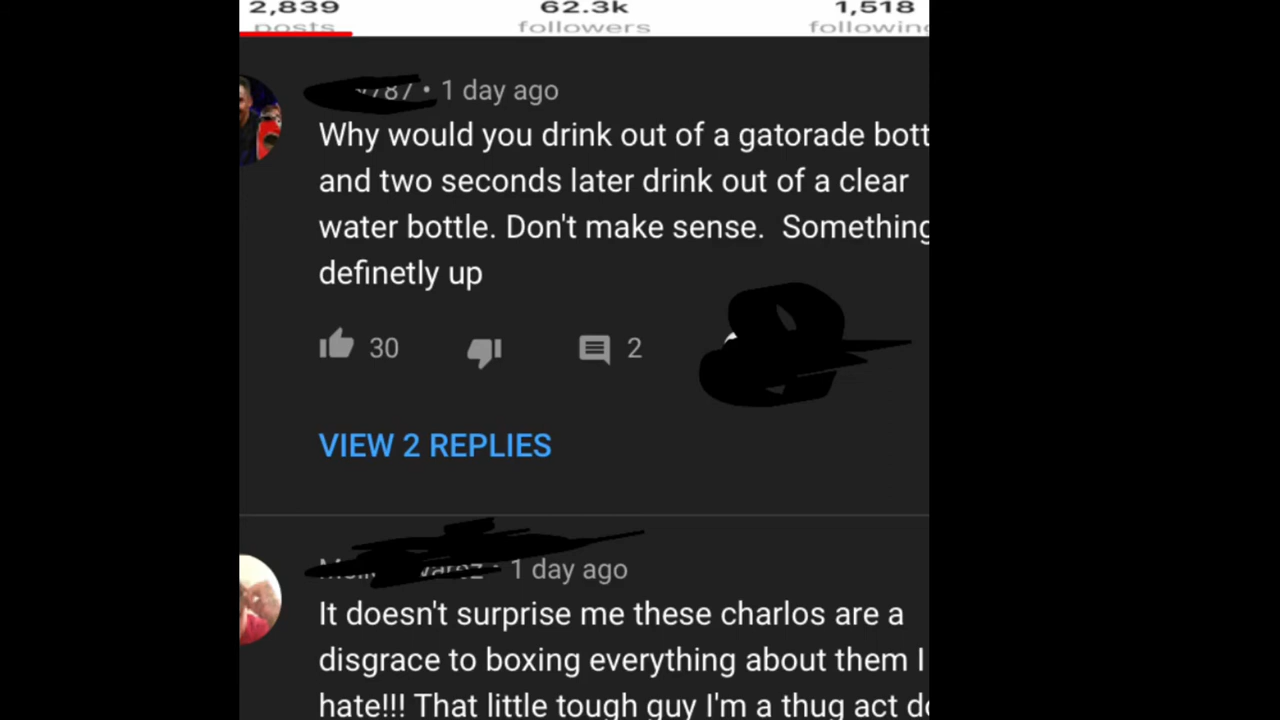 2,839 62.3k 1,518
posts followers following
787 • 1 day ago
Why would you drink out of a gatorade bott
and two seconds later drink out of a clear
water bottle. Don't make sense. Something
definetly up
30 2
VIEW 2 REPLIES
• 1 day ago
It doesn't surprise me these charlos are a
disgrace to boxing everything about them I
hate!!! That little tough guy I'm a thug act do